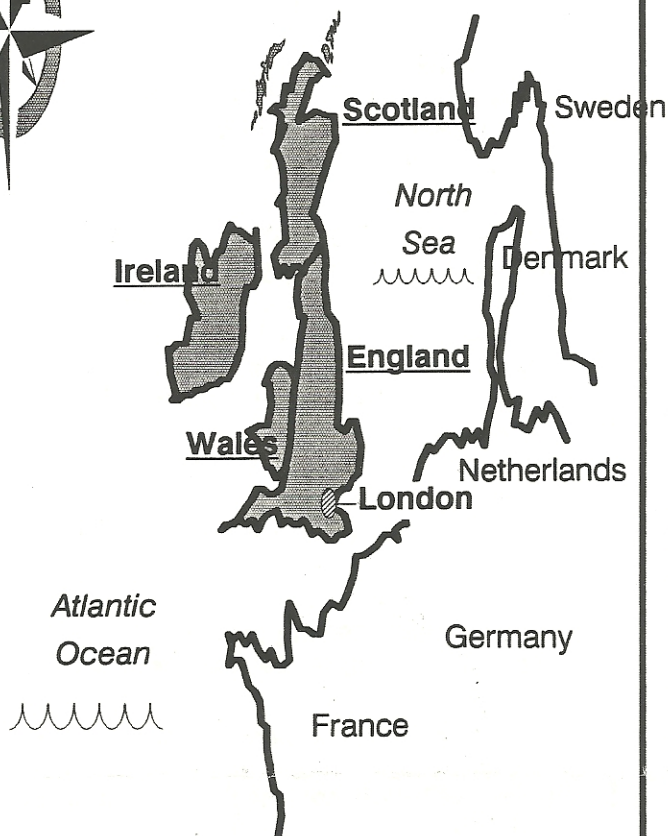 Scotland
Sweden
North
Sea
Denmark
Ireland
England
Wales
Netherlands
London
Atlantic
Ocean
Germany
France